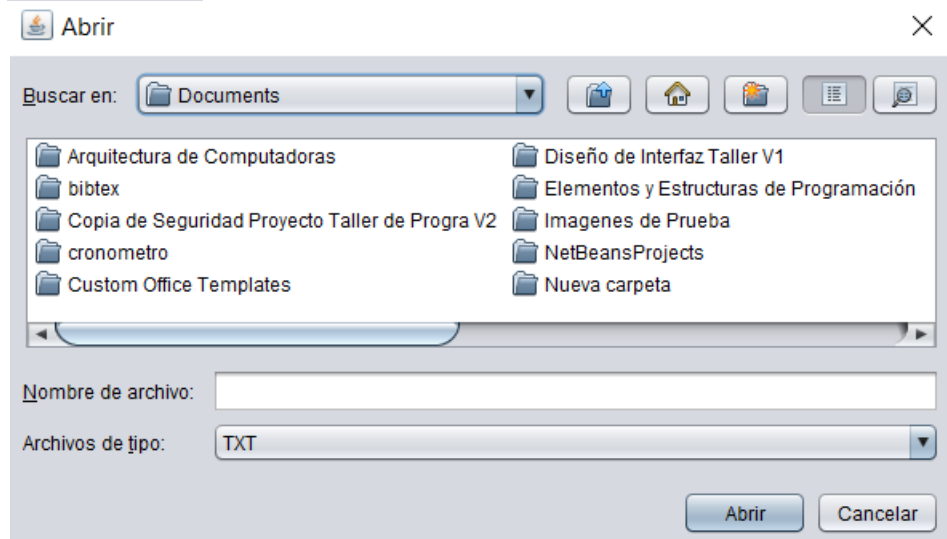 Abrir
Buscar en: Documents
Arquitectura de Computadoras
bibtex
Copia de Seguridad Proyecto Taller de Progra V2
cronometro
Custom Office Templates
Diseño de Interfaz Taller V1
Elementos y Estructuras de Programación
Imagenes de Prueba
NetBeansProjects
Nueva carpeta
Nombre de archivo:
Archivos de tipo: TXT
Abrir Cancelar